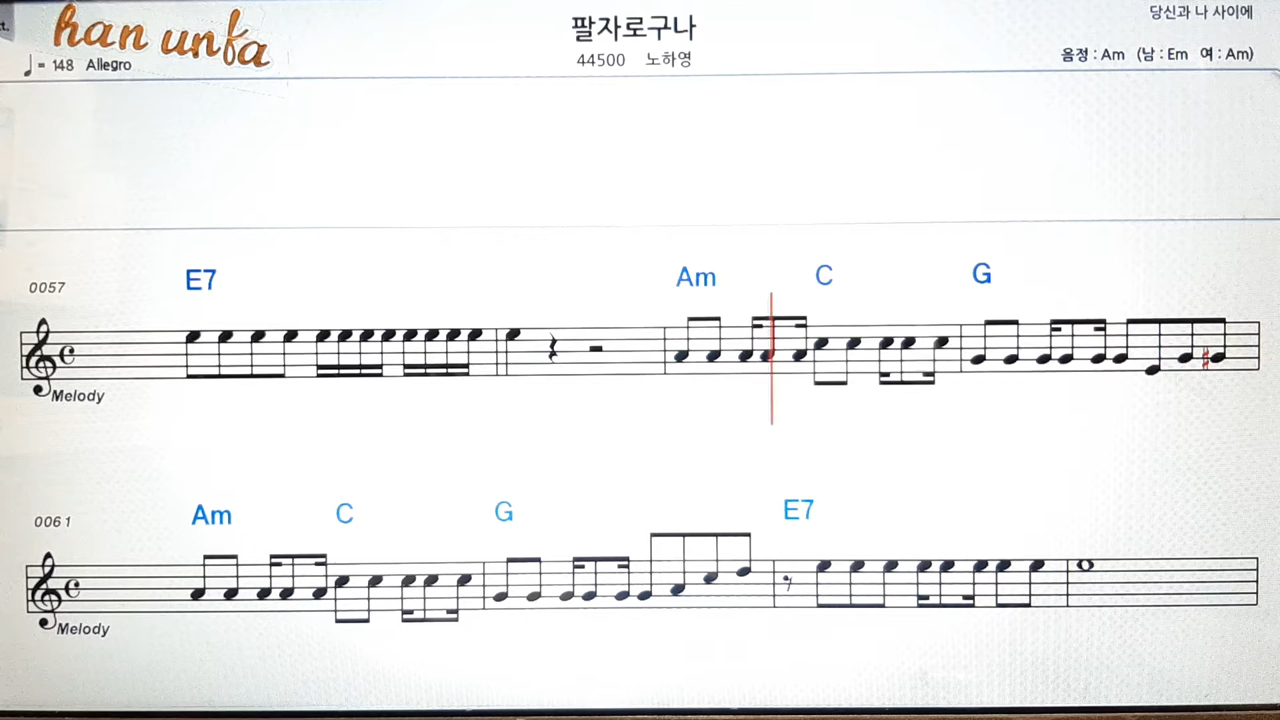 t.
han unfa
팔자로구나
당신과 나 사이에
♩ = 148 Allegro
44500 노하영
음정 : Am (남 : Em 여 : Am)
E7 Am C G
0057
Melody
Am C G E7
0061
Melody